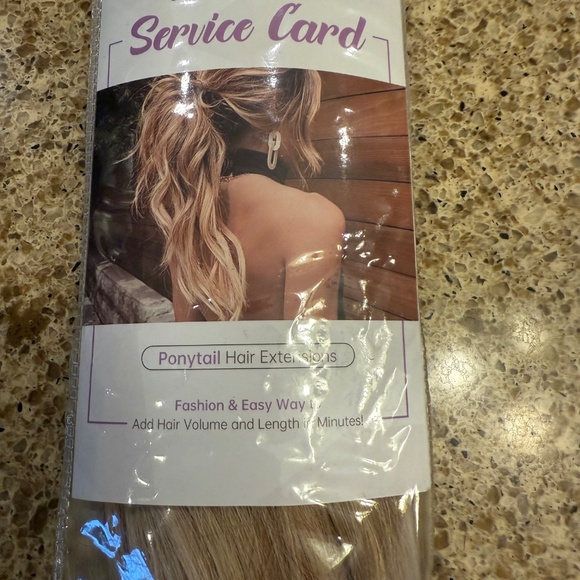 Service Card
Ponytail Hair Extensions
Fashion & Easy Way
Add Hair Volume and Length in Minutes!